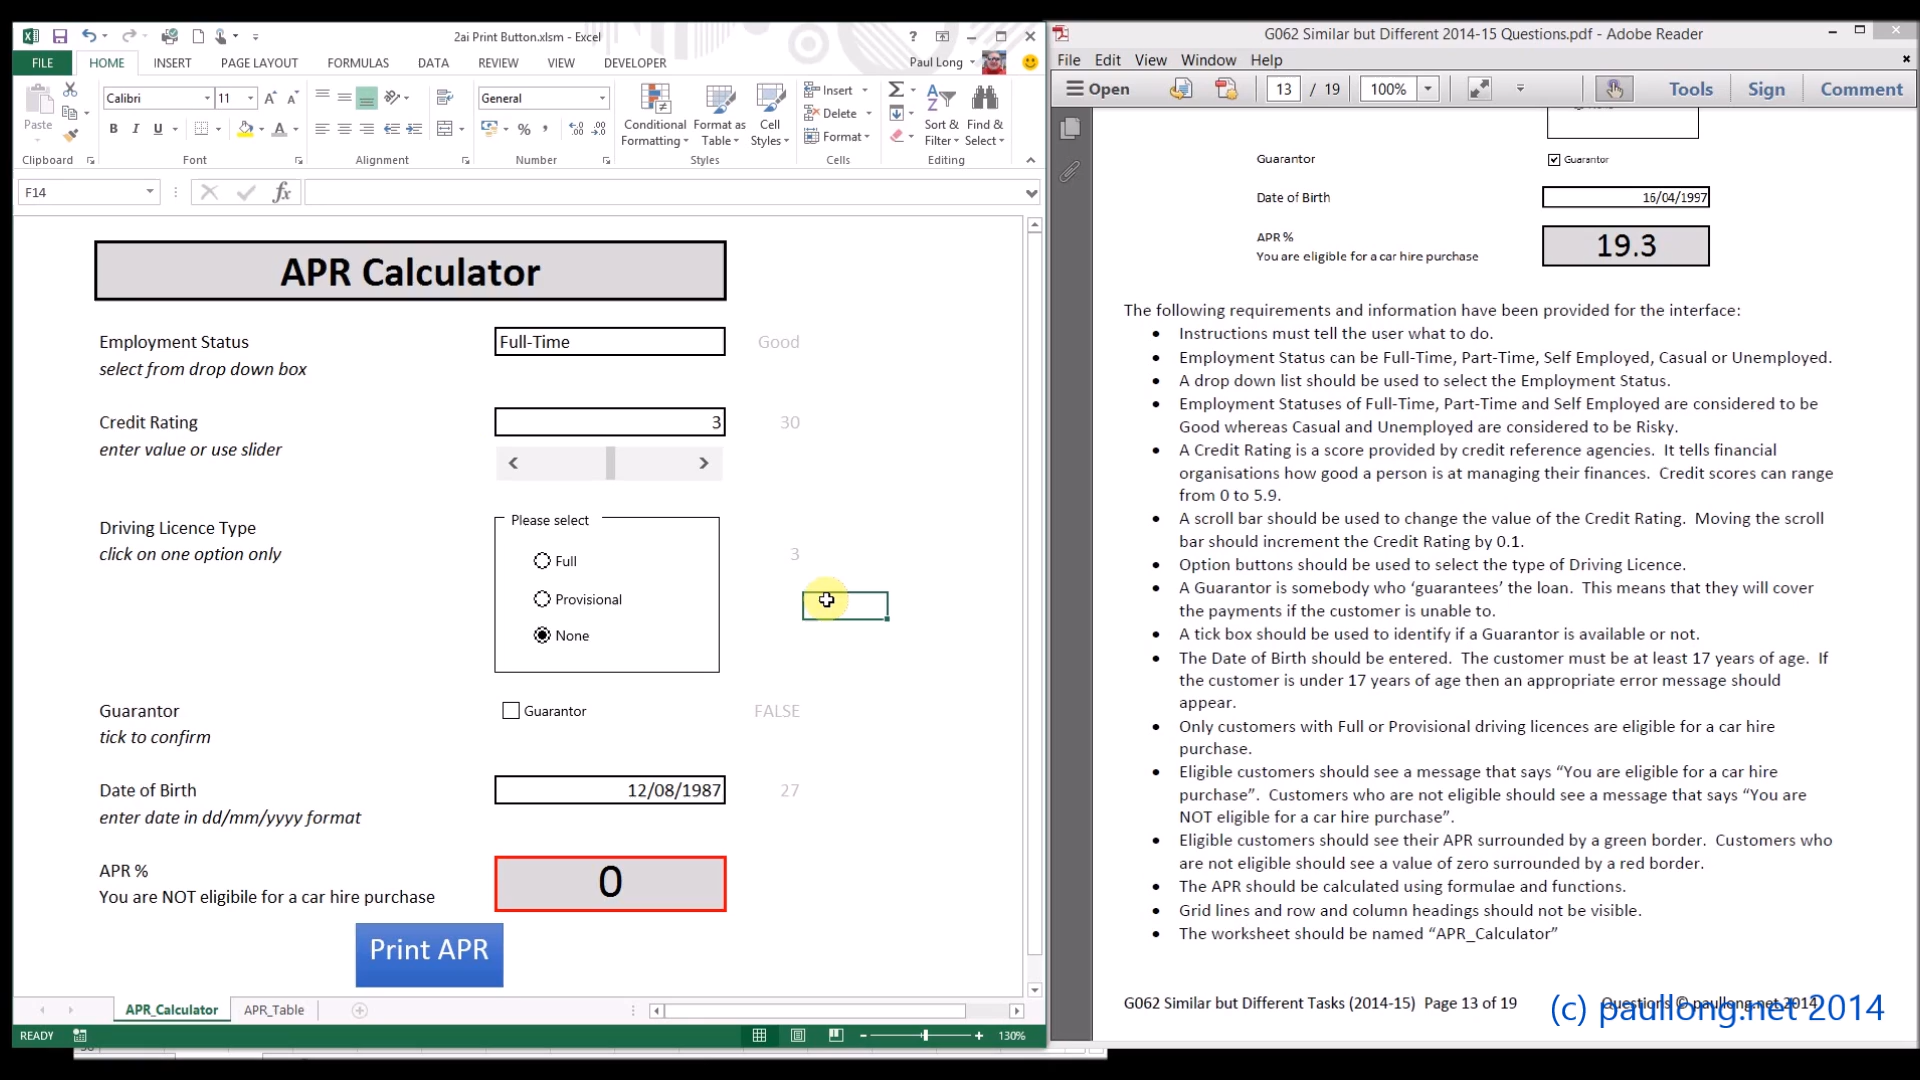 2ai Print Button.xlsm - Excel
FILE HOME INSERT PAGE LAYOUT FORMULAS DATA REVIEW VIEW DEVELOPER Paul Long
Paste
Clipboard
Calibri 11
B I U
Font
Alignment
General
Number
Conditional Formatting
Format as Table
Cell Styles
Styles
Insert
Delete
Format
Cells
Sort & Filter
Find & Select
Editing
F14
fx
APR Calculator
Employment Status Full-Time Good
select from drop down box
Credit Rating 3 30
enter value or use slider
Please select
Driving Licence Type
click on one option only 3
Full
Provisional
None
Guarantor Guarantor FALSE
tick to confirm
Date of Birth 12/08/1987 27
enter date in dd/mm/yyyy format
APR % 0
You are NOT eligibile for a car hire purchase
Print APR
APR_Calculator APR_Table
READY 130%
G062 Similar but Different 2014-15 Questions.pdf - Adobe Reader
File Edit View Window Help
Open 13 / 19 100% Tools Sign Comment
Guarantor Guarantor
Date of Birth 16/04/1997
APR % 19.3
You are eligible for a car hire purchase
The following requirements and information have been provided for the interface:
• Instructions must tell the user what to do.
• Employment Status can be Full-Time, Part-Time, Self Employed, Casual or Unemployed.
• A drop down list should be used to select the Employment Status.
• Employment Statuses of Full-Time, Part-Time and Self Employed are considered to be
Good whereas Casual and Unemployed are considered to be Risky.
• A Credit Rating is a score provided by credit reference agencies. It tells financial
organisations how good a person is at managing their finances. Credit scores can range
from 0 to 5.9.
• A scroll bar should be used to change the value of the Credit Rating. Moving the scroll
bar should increment the Credit Rating by 0.1.
• Option buttons should be used to select the type of Driving Licence.
• A Guarantor is somebody who ‘guarantees’ the loan. This means that they will cover
the payments if the customer is unable to.
• A tick box should be used to identify if a Guarantor is available or not.
• The Date of Birth should be entered. The customer must be at least 17 years of age. If
the customer is under 17 years of age then an appropriate error message should
appear.
• Only customers with Full or Provisional driving licences are eligible for a car hire
purchase.
• Eligible customers should see a message that says “You are eligible for a car hire
purchase”. Customers who are not eligible should see a message that says “You are
NOT eligible for a car hire purchase”.
• Eligible customers should see their APR surrounded by a green border. Customers who
are not eligible should see a value of zero surrounded by a red border.
• The APR should be calculated using formulae and functions.
• Grid lines and row and column headings should not be visible.
• The worksheet should be named “APR_Calculator”
G062 Similar but Different Tasks (2014-15) Page 13 of 19 Questions © paullong.net 2014
(c) paullong.net 2014